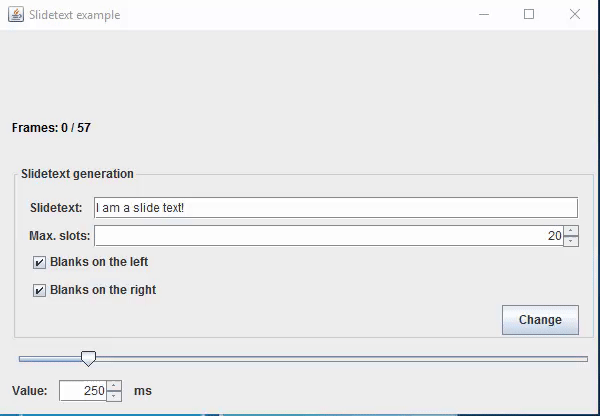 Slidetext example
Frames: 0 / 57
Slidetext generation
Slidetext: I am a slide text!
Max. slots: 20
Blanks on the left
Blanks on the right
Change
Value: 250 ms